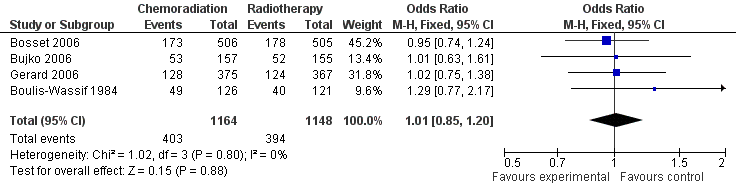 Chemoradiation Radiotherapy Odds Ratio Odds Ratio
Study or Subgroup Events Total Events Total Weight M-H, Fixed, 95% CI M-H, Fixed, 95% CI
Bosset 2006 173 506 178 505 45.2% 0.95 [0.74, 1.24]
Bujko 2006 53 157 52 155 13.4% 1.01 [0.63, 1.61]
Gerard 2006 128 375 124 367 31.8% 1.02 [0.75, 1.38]
Boulis-Wassif 1984 49 126 40 121 9.6% 1.29 [0.77, 2.17]
Total (95% CI) 1164 1148 100.0% 1.01 [0.85, 1.20]
Total events 403 394
Heterogeneity: Chi² = 1.02, df = 3 (P = 0.80); I² = 0%
Test for overall effect: Z = 0.15 (P = 0.88)
0.5 0.7 1 1.5 2
Favours experimental Favours control